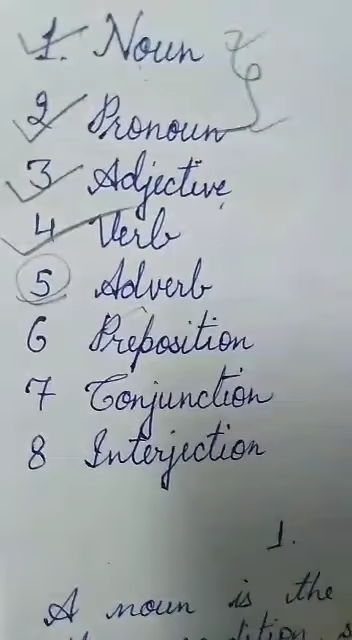 1. Noun
2 Pronoun
3 Adjective
4 Verb
5 Adverb
6 Preposition
7 Conjunction
8 Interjection
1.
A noun is the